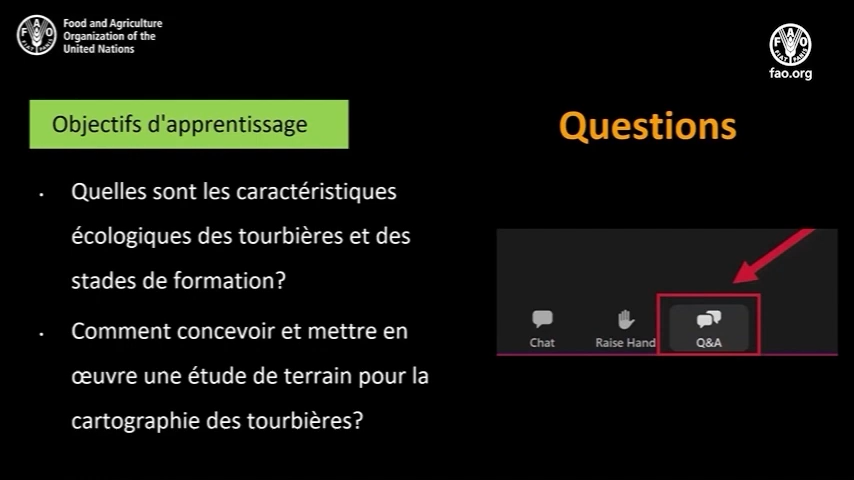 Food and Agriculture
Organization of the
United Nations
fao.org
Objectifs d'apprentissage
· Quelles sont les caractéristiques
écologiques des tourbières et des
stades de formation?
· Comment concevoir et mettre en
œuvre une étude de terrain pour la
cartographie des tourbières?
Questions
Chat
Raise Hand
Q&A